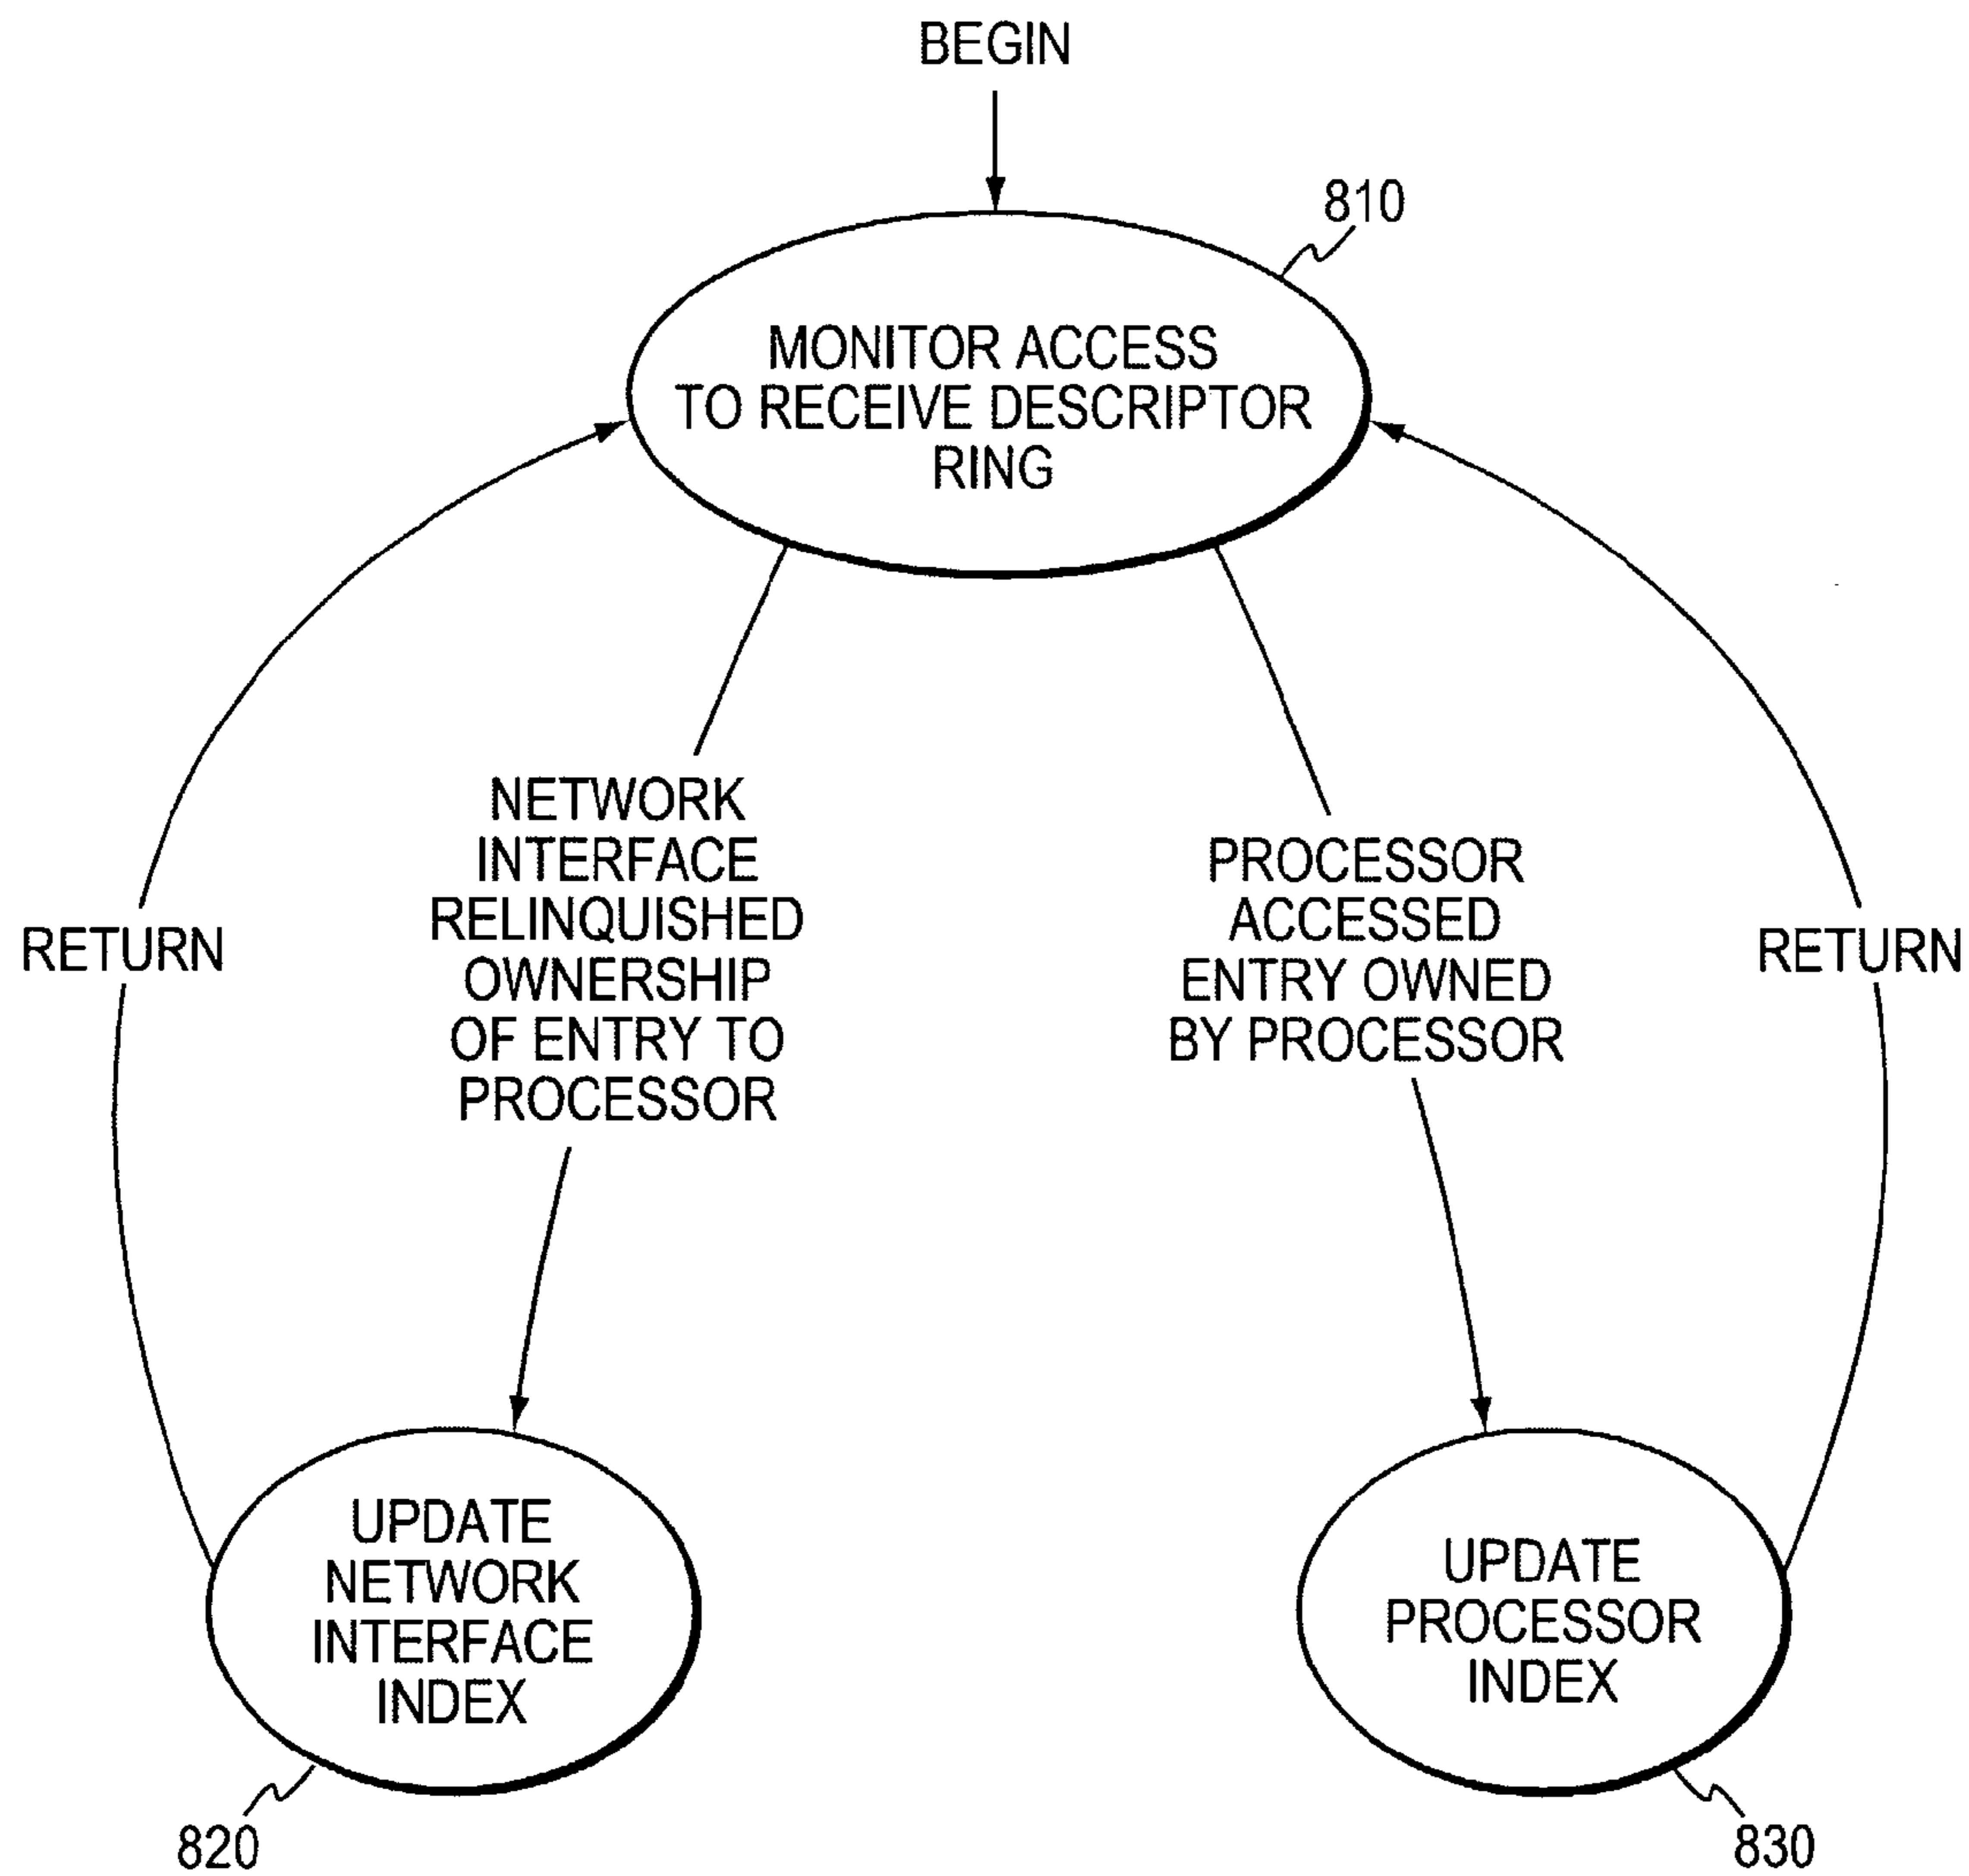 BEGIN
810
MONITOR ACCESS
TO RECEIVE DESCRIPTOR
RING
NETWORK
INTERFACE
RELINQUISHED
OWNERSHIP
OF ENTRY TO
PROCESSOR
PROCESSOR
ACCESSED
ENTRY OWNED
BY PROCESSOR
RETURN
RETURN
UPDATE
NETWORK
INTERFACE
INDEX
820
UPDATE
PROCESSOR
INDEX
830